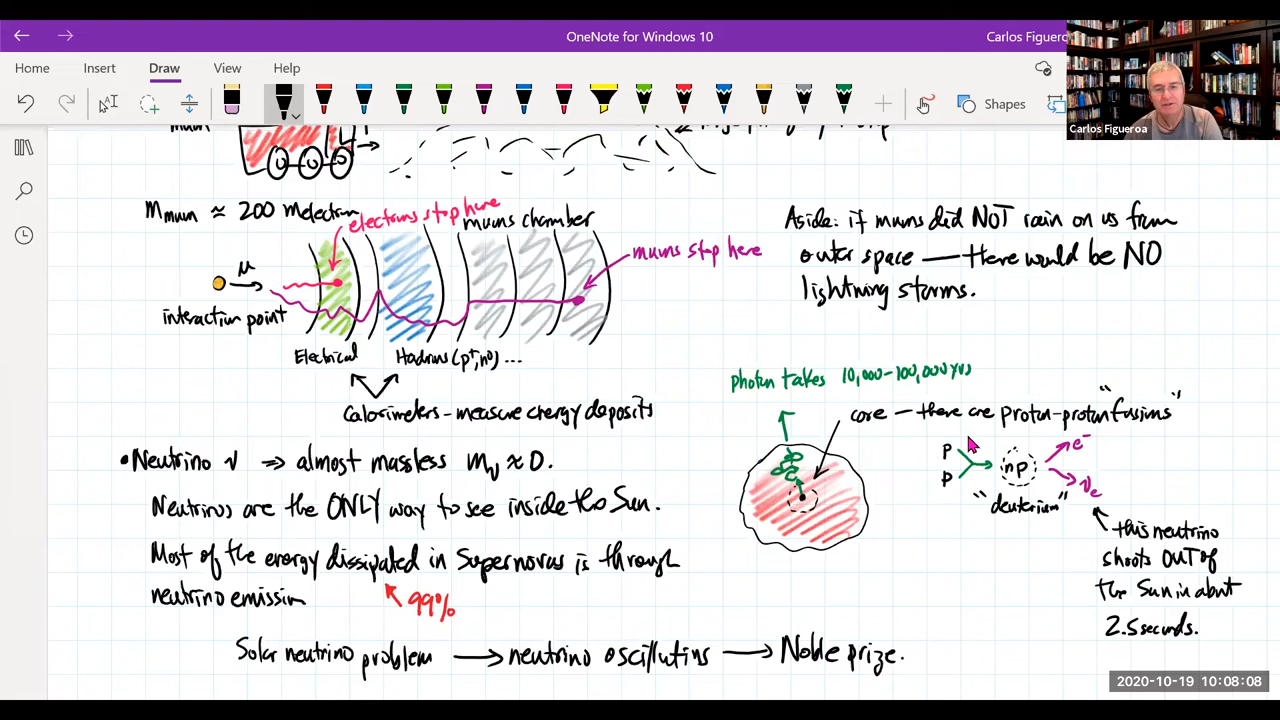 OneNote for Windows 10
Carlos Figueroa
Home
Insert
Draw
View
Help
Shapes
Carlos Figueroa
muon
Mmuon ≈ 200 Melectron
electrons stop here
muons chamber
muons stop here
μ
interaction point
Electrical
Hadrons (p⁺, n⁰) ...
Calorimeters - measure energy deposits
Aside: if muons did NOT rain on us from
outer space — there would be NO
lightning storms.
photon takes 10,000-100,000 yrs
core - there are proton-proton "fusions"
p
p
np
e⁻
νe
"deuterium"
this neutrino
shoots OUT OF
the Sun in about
2.5 seconds.
• Neutrino ν ⇒ almost massless mν ≈ 0.
Neutrinos are the ONLY way to see inside the Sun.
Most of the energy dissipated in Supernovas is through
neutrino emission
99%
Solar neutrino problem → neutrino oscillations → Noble prize.
2020-10-19 10:08:08